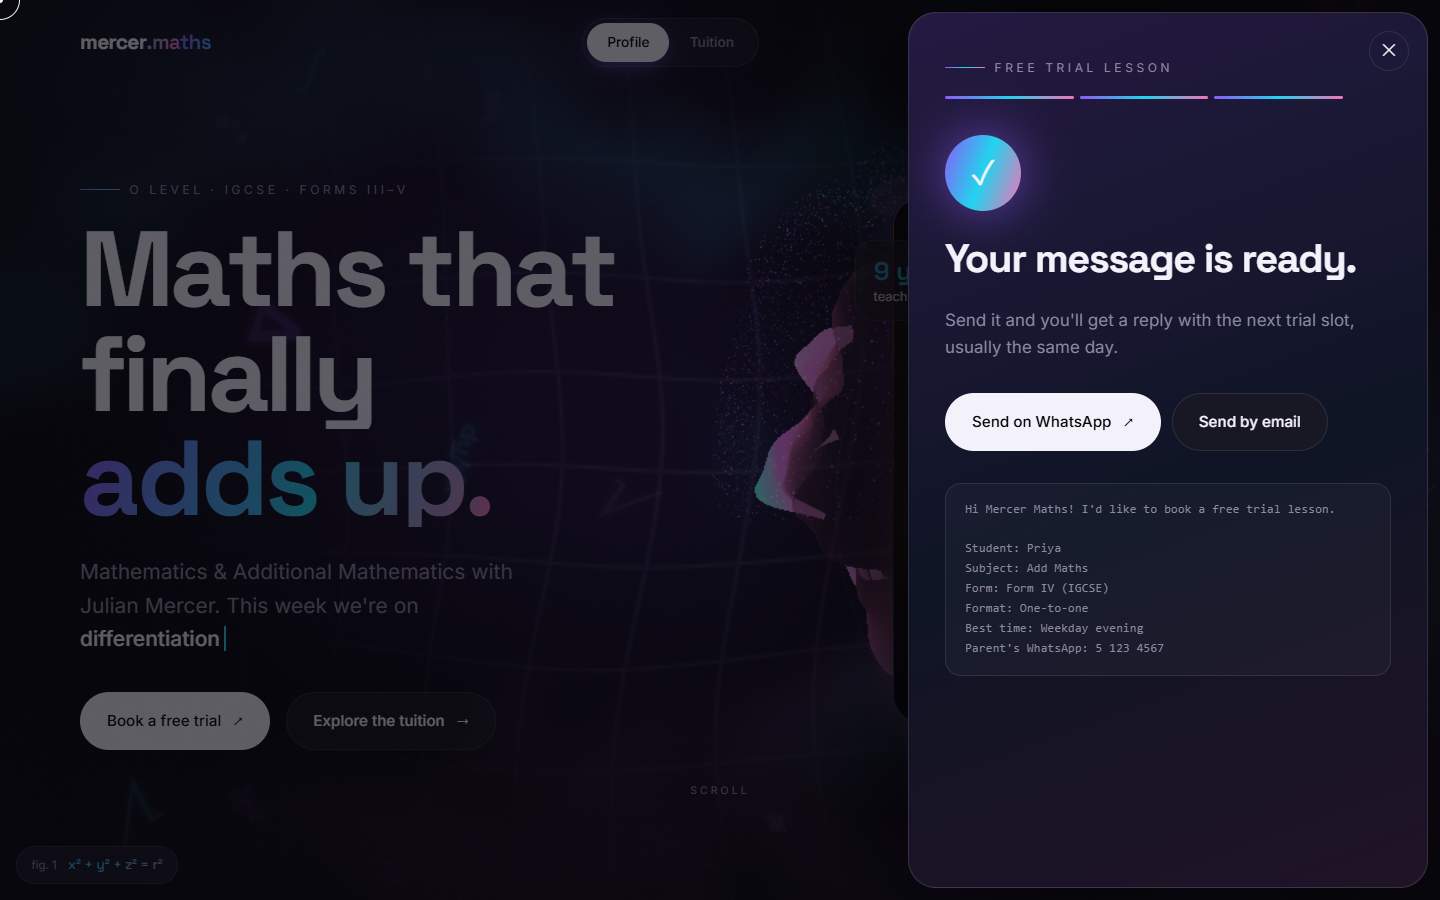 mercer.maths
Profile
Tuition
O LEVEL · IGCSE · FORMS III–V
Maths that
finally
adds up.
Mathematics & Additional Mathematics with
Julian Mercer. This week we're on
differentiation
Book a free trial ↗
Explore the tuition →
SCROLL
fig. 1 x² + y² + z² = r²
9 y
teach
FREE TRIAL LESSON
✓
Your message is ready.
Send it and you'll get a reply with the next trial slot,
usually the same day.
Send on WhatsApp ↗
Send by email
Hi Mercer Maths! I'd like to book a free trial lesson.
Student: Priya
Subject: Add Maths
Form: Form IV (IGCSE)
Format: One-to-one
Best time: Weekday evening
Parent's WhatsApp: 5 123 4567